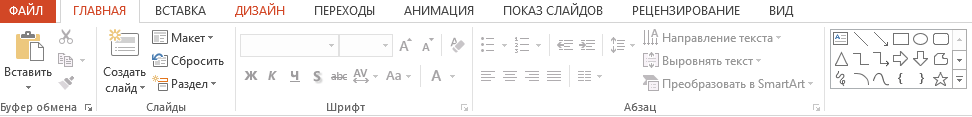 ФАЙЛ ГЛАВНАЯ ВСТАВКА ДИЗАЙН ПЕРЕХОДЫ АНИМАЦИЯ ПОКАЗ СЛАЙДОВ РЕЦЕНЗИРОВАНИЕ ВИД
Вставить
Буфер обмена
Создать слайд
Макет
Сбросить
Раздел
Слайды
Ж К Ч S abc AV Aa A
Шрифт
Направление текста
Выровнять текст
Преобразовать в SmartArt
Абзац